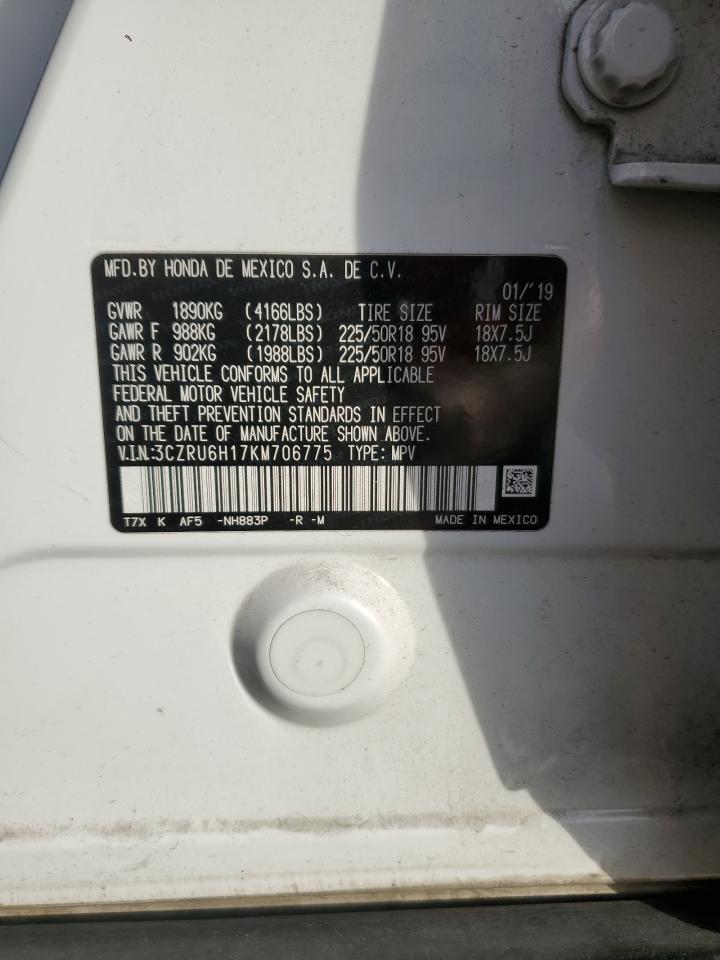 MFD.BY HONDA DE MEXICO S.A. DE C.V.
01/'19
GVWR 1890KG (4166LBS) TIRE SIZE RIM SIZE
GAWR F 988KG (2178LBS) 225/50R18 95V 18X7.5J
GAWR R 902KG (1988LBS) 225/50R18 95V 18X7.5J
THIS VEHICLE CONFORMS TO ALL APPLICABLE
FEDERAL MOTOR VEHICLE SAFETY
AND THEFT PREVENTION STANDARDS IN EFFECT
ON THE DATE OF MANUFACTURE SHOWN ABOVE.
V.I.N.:3CZRU6H17KM706775 TYPE: MPV
T7X K AF5 -NH883P -R -M MADE IN MEXICO